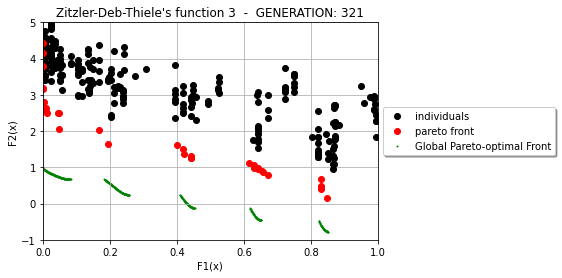 Zitzler-Deb-Thiele's function 3 - GENERATION: 321
5
4
3
2
1
0
−1
F2(x)
0.0 0.2 0.4 0.6 0.8 1.0
F1(x)
individuals
pareto front
Global Pareto-optimal Front